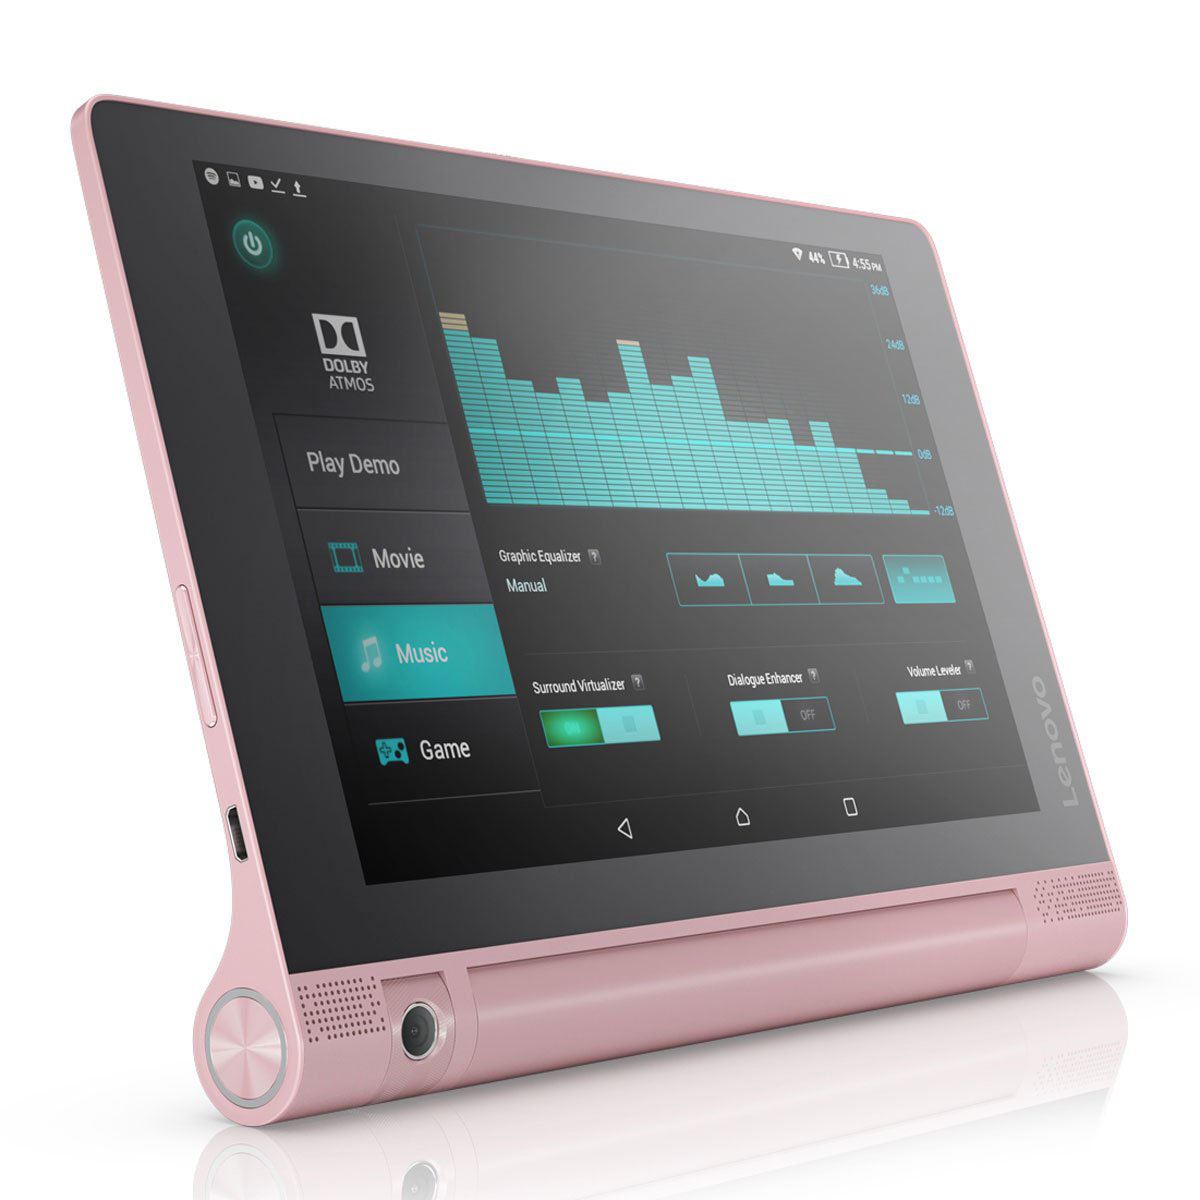 44% 4:55 PM
36dB
24dB
12dB
0dB
-12dB
DOLBY
ATMOS
Play Demo
Movie
Music
Game
Graphic Equalizer ?
Manual
Surround Virtualizer ?
Dialogue Enhancer ?
Volume Leveler ?
ON
OFF
OFF
Lenovo